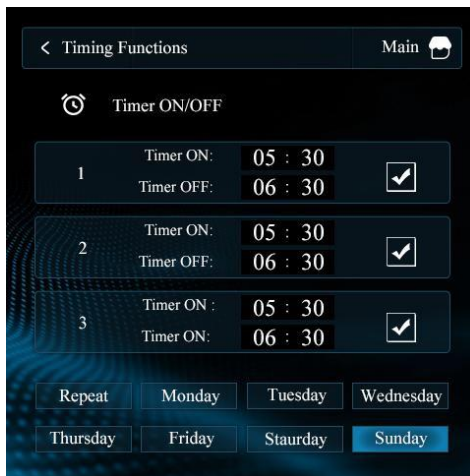 < Timing Functions Main
Timer ON/OFF
1 Timer ON: 05 : 30
Timer OFF: 06 : 30
2 Timer ON: 05 : 30
Timer OFF: 06 : 30
3 Timer ON : 05 : 30
Timer ON: 06 : 30
Repeat Monday Tuesday Wednesday
Thursday Friday Staurday Sunday